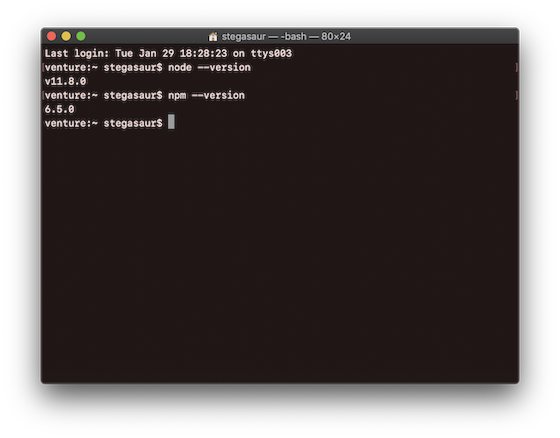 stegasaur — -bash — 80×24
Last login: Tue Jan 29 18:28:23 on ttys003
[venture:~ stegasaur$ node --version ]
v11.8.0
[venture:~ stegasaur$ npm --version ]
6.5.0
venture:~ stegasaur$